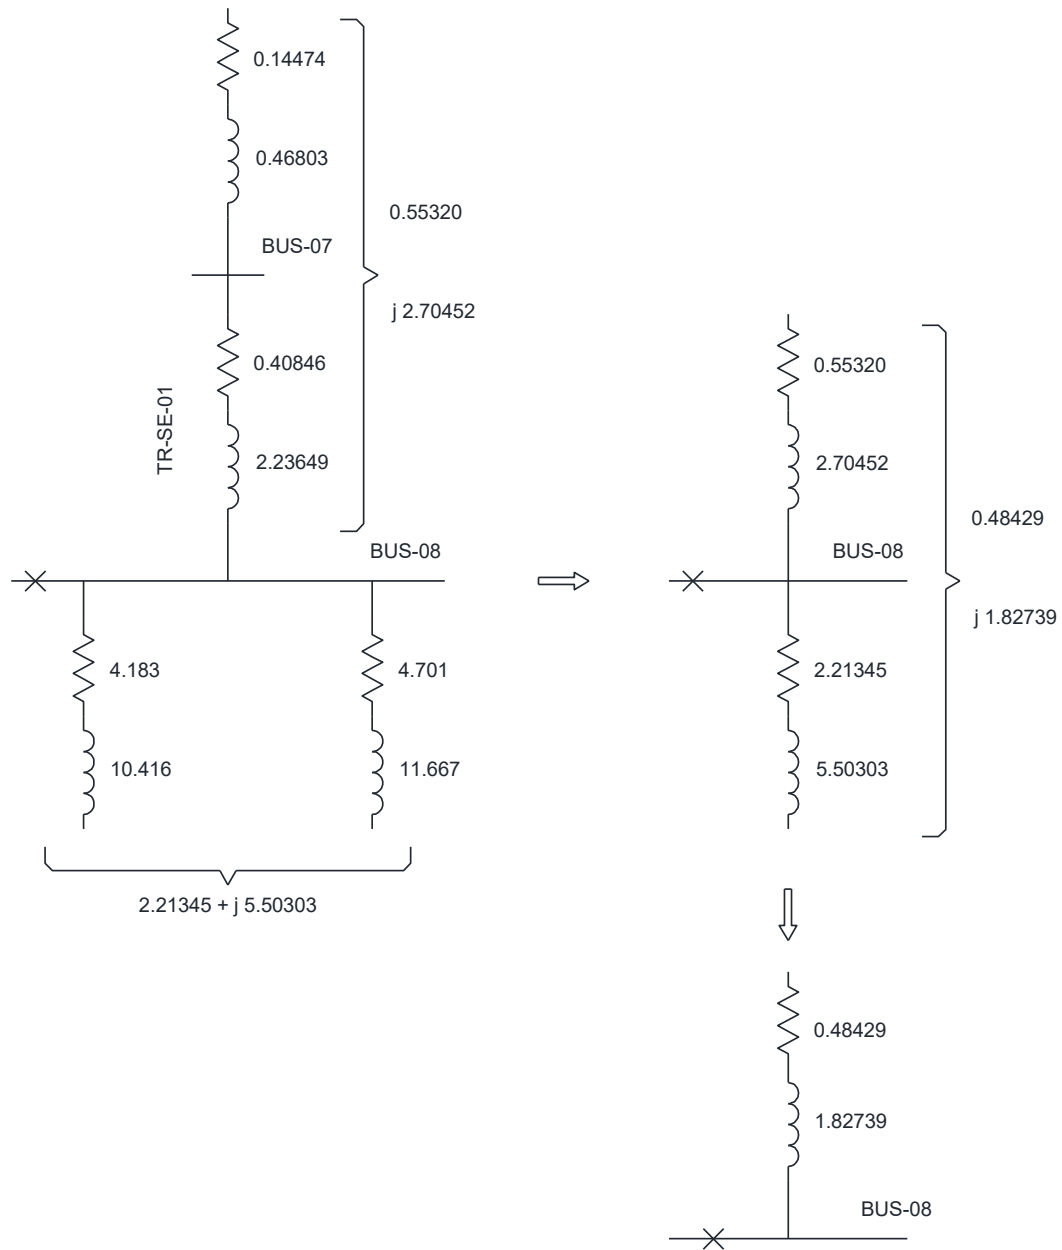 0.14474
0.46803
0.55320
BUS-07
j 2.70452
0.40846
TR-SE-01
2.23649
BUS-08
4.183
4.701
10.416
11.667
2.21345 + j 5.50303
0.55320
2.70452
0.48429
BUS-08
j 1.82739
2.21345
5.50303
0.48429
1.82739
BUS-08